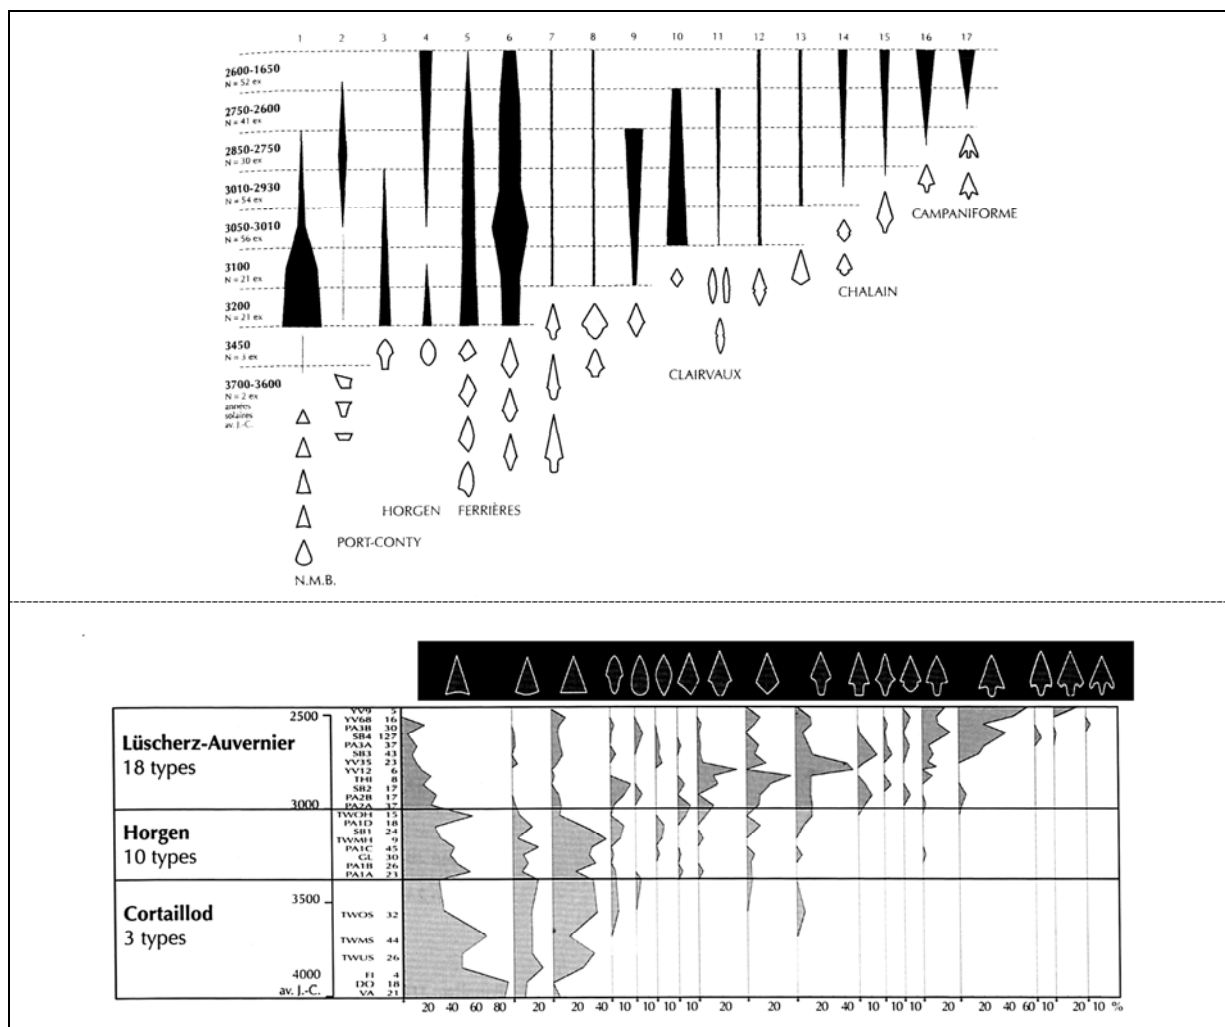 1 2 3 4 5 6 7 8 9 10 11 12 13 14 15 16 17
2600-1650
N = 52 ex
2750-2600
N = 41 ex
2850-2750
N = 30 ex
3010-2930
N = 54 ex
3050-3010
N = 56 ex
3100
N = 21 ex
3200
N = 21 ex
3450
N = 3 ex
3700-3600
N = 2 ex
années
solaires
av. J.-C.
CAMPANIFORME
CHALAIN
CLAIRVAUX
HORGEN FERRIÈRES
PORT-CONTY
N.M.B.
Lüscherz-Auvernier
18 types
2500
3000
YV9 5
YV68 16
PA3B 30
SB4 127
PA3A 37
SB3 43
YV35 23
YV12 6
THI 8
SB2 17
PA2B 17
PA2A 37
Horgen
10 types
TWOH 15
PA1D 18
SB1 24
TWMH 9
PA1C 45
GL 30
PA1B 26
PA1A 23
Cortaillod
3 types
3500
4000
av. J.-C.
TWOS 32
TWMS 44
TWUS 26
FI 4
DO 18
VA 21
20 40 60 80 20 20 40 10 10 10 10 20 20 20 40 10 10 10 20 20 40 60 10 20 10 %